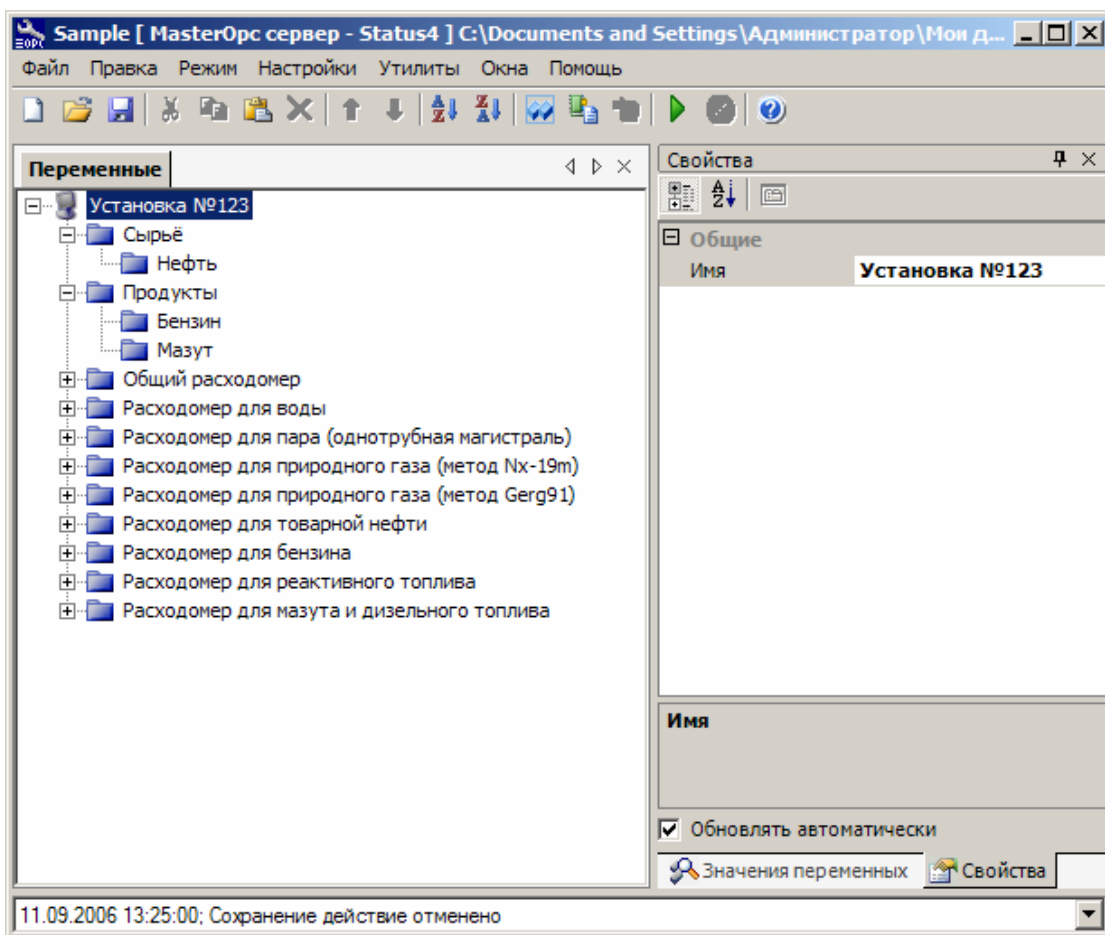 Sample [ MasterOpc сервер - Status4 ] C:\Documents and Settings\Администратор\Мои д...
Файл Правка Режим Настройки Утилиты Окна Помощь
Переменные
Установка №123
Сырьё
Нефть
Продукты
Бензин
Мазут
Общий расходомер
Расходомер для воды
Расходомер для пара (однотрубная магистраль)
Расходомер для природного газа (метод Nx-19m)
Расходомер для природного газа (метод Gerg91)
Расходомер для товарной нефти
Расходомер для бензина
Расходомер для реактивного топлива
Расходомер для мазута и дизельного топлива
Свойства
Общие
Имя Установка №123
Имя
Обновлять автоматически
Значения переменных Свойства
11.09.2006 13:25:00; Сохранение действие отменено